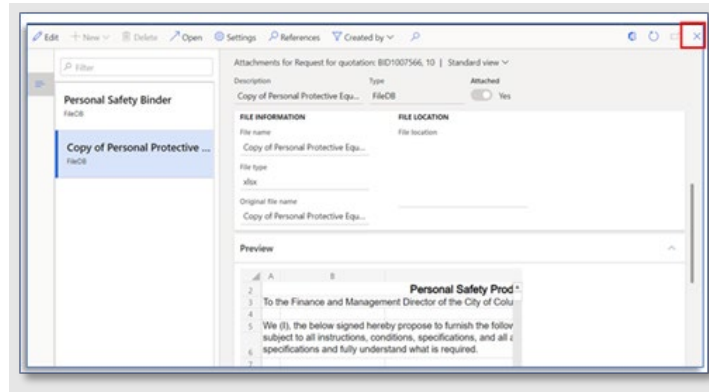 Edit New Delete Open Settings References Created by
Filter
Personal Safety Binder
FileDB
Copy of Personal Protective ...
FileDB
Attachments for Request for quotation: BID1007566, 10 | Standard view
Description Type Attached
Copy of Personal Protective Equ... FileDB Yes
FILE INFORMATION FILE LOCATION
File name File location
Copy of Personal Protective Equ...
File type
xlsx
Original file name
Copy of Personal Protective Equ...
Preview
A B
2 Personal Safety Prod
3 To the Finance and Management Director of the City of Colu
4
5 We (I), the below signed hereby propose to furnish the follow
subject to all instructions, conditions, specifications, and all a
6 specifications and fully understand what is required.
7